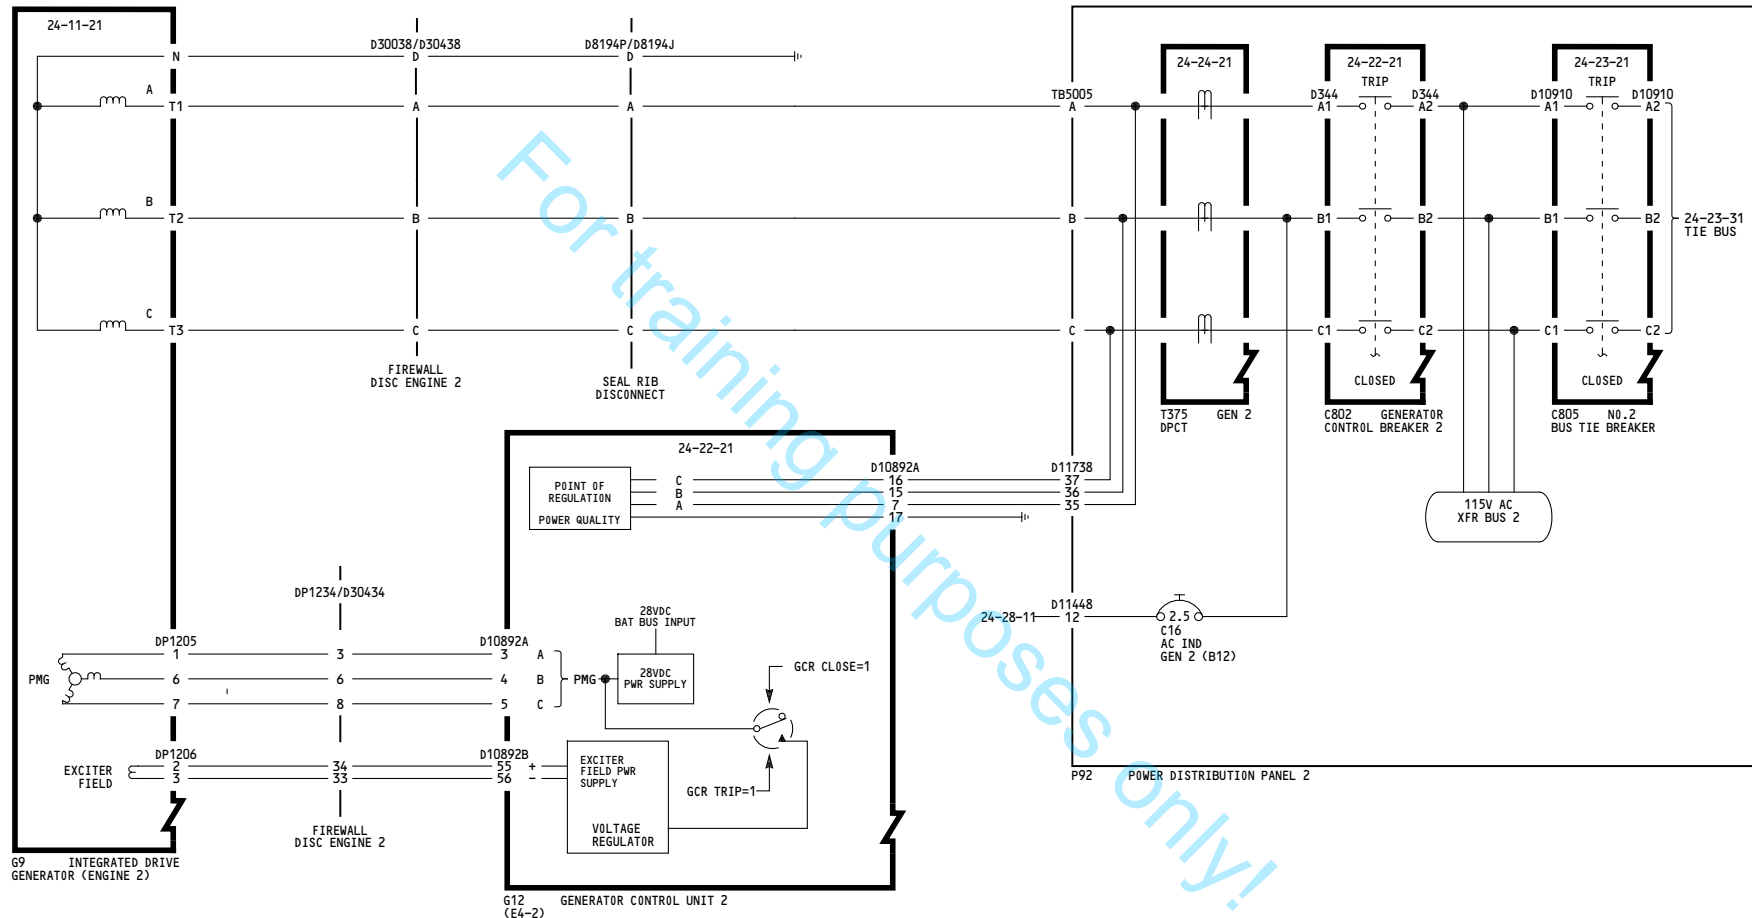 24-11-21
N
A
T1
B
T2
C
T3
D30038/D30438
D
A
B
C
FIREWALL
DISC ENGINE 2
D8194P/D8194J
D
A
B
C
SEAL RIB
DISCONNECT
TB5005
A
B
C
24-24-21
T375 GEN 2
DPCT
24-22-21
TRIP
D344
A1
D344
A2
B1
B2
C1
C2
CLOSED
C802 GENERATOR
CONTROL BREAKER 2
24-23-21
TRIP
D10910
A1
D10910
A2
B1
B2
C1
C2
CLOSED
C805 NO.2
BUS TIE BREAKER
24-23-31
TIE BUS
115V AC
XFR BUS 2
24-22-21
POINT OF
REGULATION
POWER QUALITY
C
B
A
D10892A
16
15
7
17
D11738
37
36
35
24-28-11
D11448
12
2.5
C16
AC IND
GEN 2 (B12)
P92 POWER DISTRIBUTION PANEL 2
PMG
DP1205
1
6
7
DP1234/D30434
3
6
8
D10892A
3 A
4 B
5 C
PMG
28VDC
BAT BUS INPUT
28VDC
PWR SUPPLY
GCR CLOSE=1
GCR TRIP=1
EXCITER
FIELD
DP1206
2
3
34
33
FIREWALL
DISC ENGINE 2
D10892B
55 +
56 -
EXCITER
FIELD PWR
SUPPLY
VOLTAGE
REGULATOR
G9 INTEGRATED DRIVE
GENERATOR (ENGINE 2)
G12 GENERATOR CONTROL UNIT 2
(E4-2)
For training purposes only!